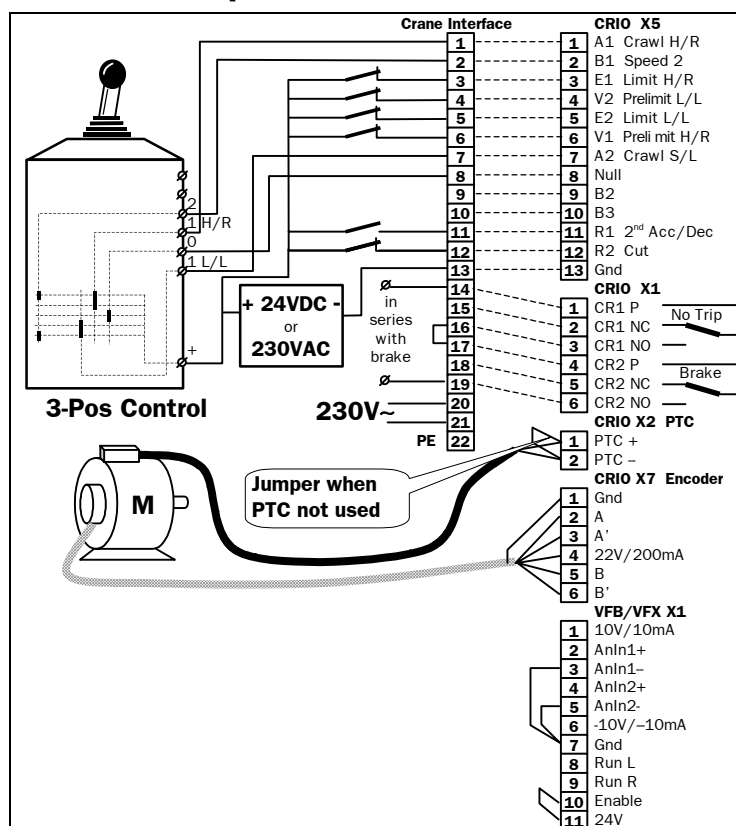 Crane Interface
1
2
3
4
5
6
7
8
9
10
11
12
13
14
15
16
17
18
19
20
21
PE 22
CRIO X5
1 A1 Crawl H/R
2 B1 Speed 2
3 E1 Limit H/R
4 V2 Prelimit L/L
5 E2 Limit L/L
6 V1 Preli mit H/R
7 A2 Crawl S/L
8 Null
9 B2
10 B3
11 R1 2nd Acc/Dec
12 R2 Cut
13 Gnd
CRIO X1
1 CR1 P
2 CR1 NC
3 CR1 NO
4 CR2 P
5 CR2 NC
6 CR2 NO
No Trip
Brake
CRIO X2 PTC
1 PTC +
2 PTC –
CRIO X7 Encoder
1 Gnd
2 A
3 A'
4 22V/200mA
5 B
6 B'
VFB/VFX X1
1 10V/10mA
2 AnIn1+
3 AnIn1–
4 AnIn2+
5 AnIn2-
6 -10V/–10mA
7 Gnd
8 Run L
9 Run R
10 Enable
11 24V
2
1 H/R
0
1 L/L
+
3-Pos Control
+ 24VDC -
or
230VAC
in
series
with
brake
230V~
M
Jumper when
PTC not used